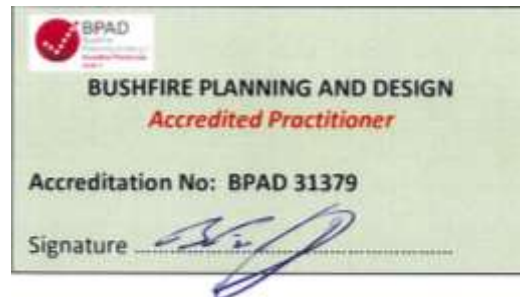 BPAD
BUSHFIRE PLANNING AND DESIGN
Accredited Practitioner
Accreditation No: BPAD 31379
Signature